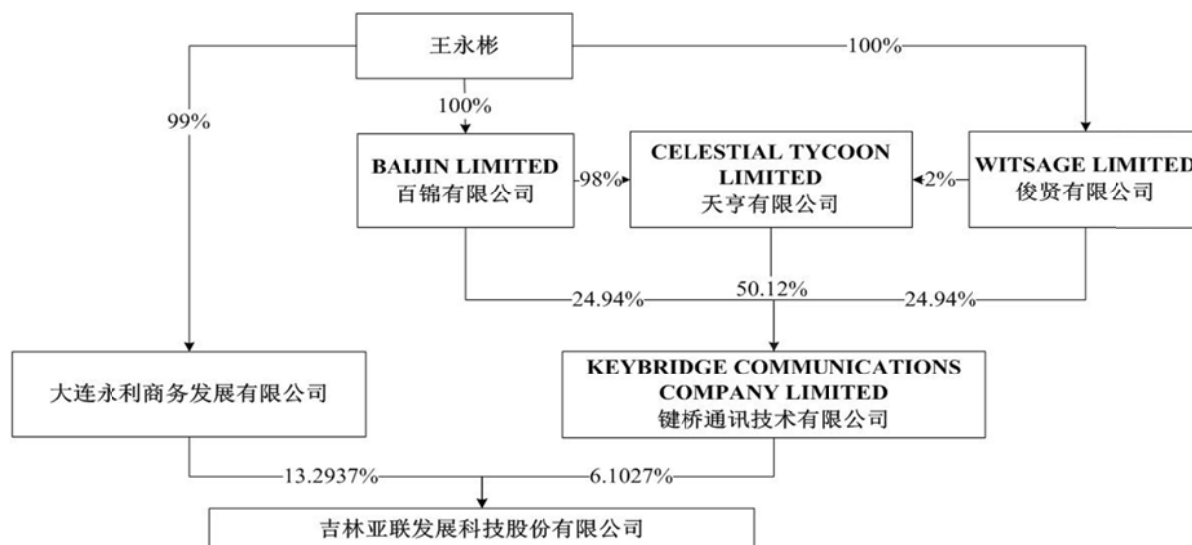 王永彬
100%
100%
99%
BAIJIN LIMITED
百锦有限公司
98%
CELESTIAL TYCOON
LIMITED
天亨有限公司
2%
WITSAGE LIMITED
俊贤有限公司
24.94%
50.12%
24.94%
大连永利商务发展有限公司
KEYBRIDGE COMMUNICATIONS
COMPANY LIMITED
键桥通讯技术有限公司
13.2937%
6.1027%
吉林亚联发展科技股份有限公司